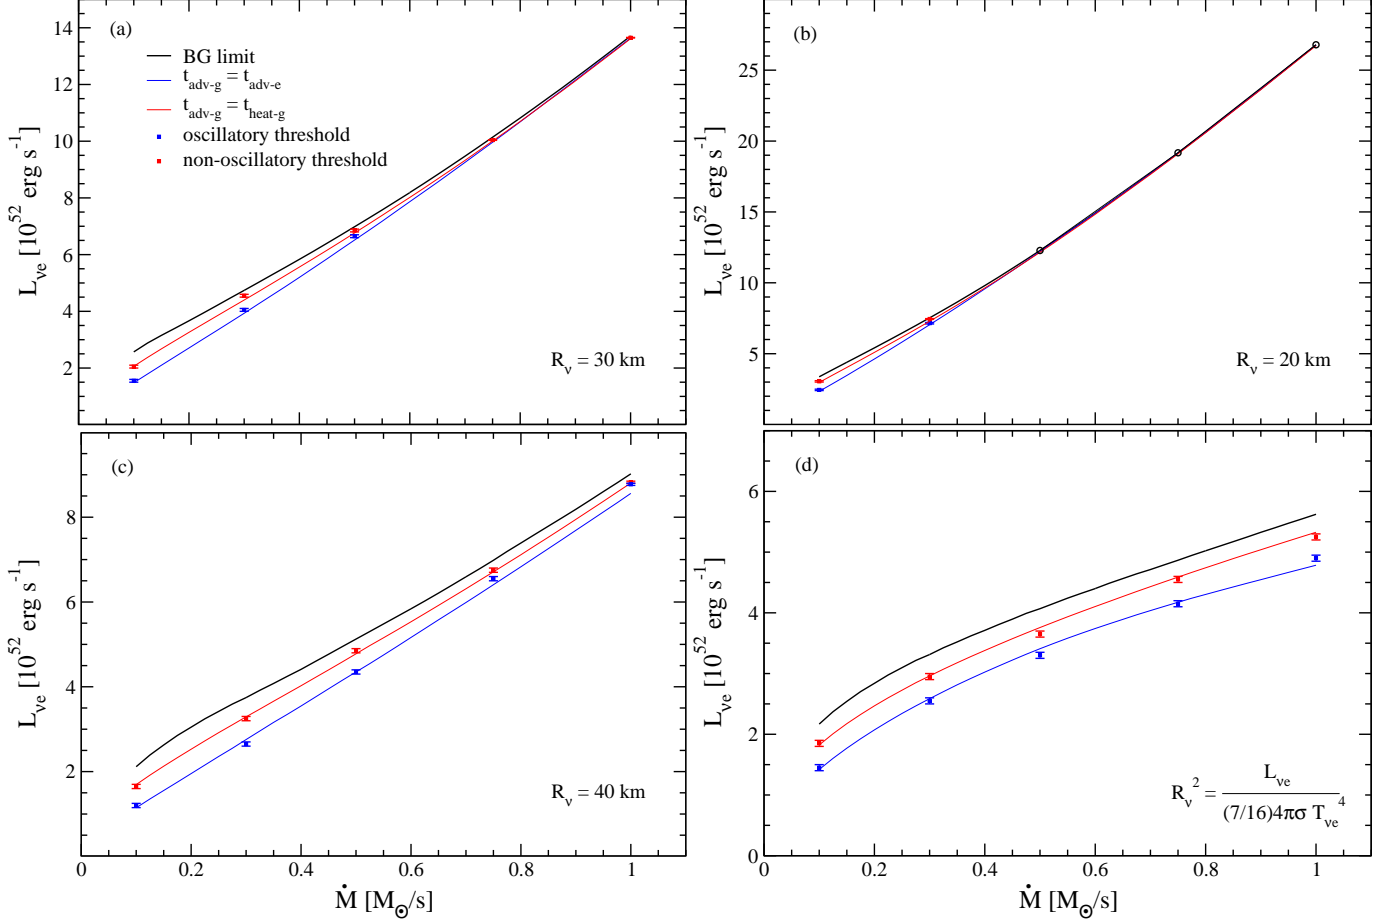 (a)
BG limit
t_adv-g = t_adv-e
t_adv-g = t_heat-g
oscillatory threshold
non-oscillatory threshold
14
12
10
8
6
4
2
L_νe [10^52 erg s^-1]
R_ν = 30 km
(b)
25
20
15
10
5
L_νe [10^52 erg s^-1]
R_ν = 20 km
(c)
8
6
4
2
L_νe [10^52 erg s^-1]
R_ν = 40 km
0 0.2 0.4 0.6 0.8 1
Ṁ [M_⊙/s]
(d)
6
4
2
0
L_νe [10^52 erg s^-1]
R_ν^2 = L_νe / (7/16)4πσ T_νe^4
0 0.2 0.4 0.6 0.8 1
Ṁ [M_⊙/s]